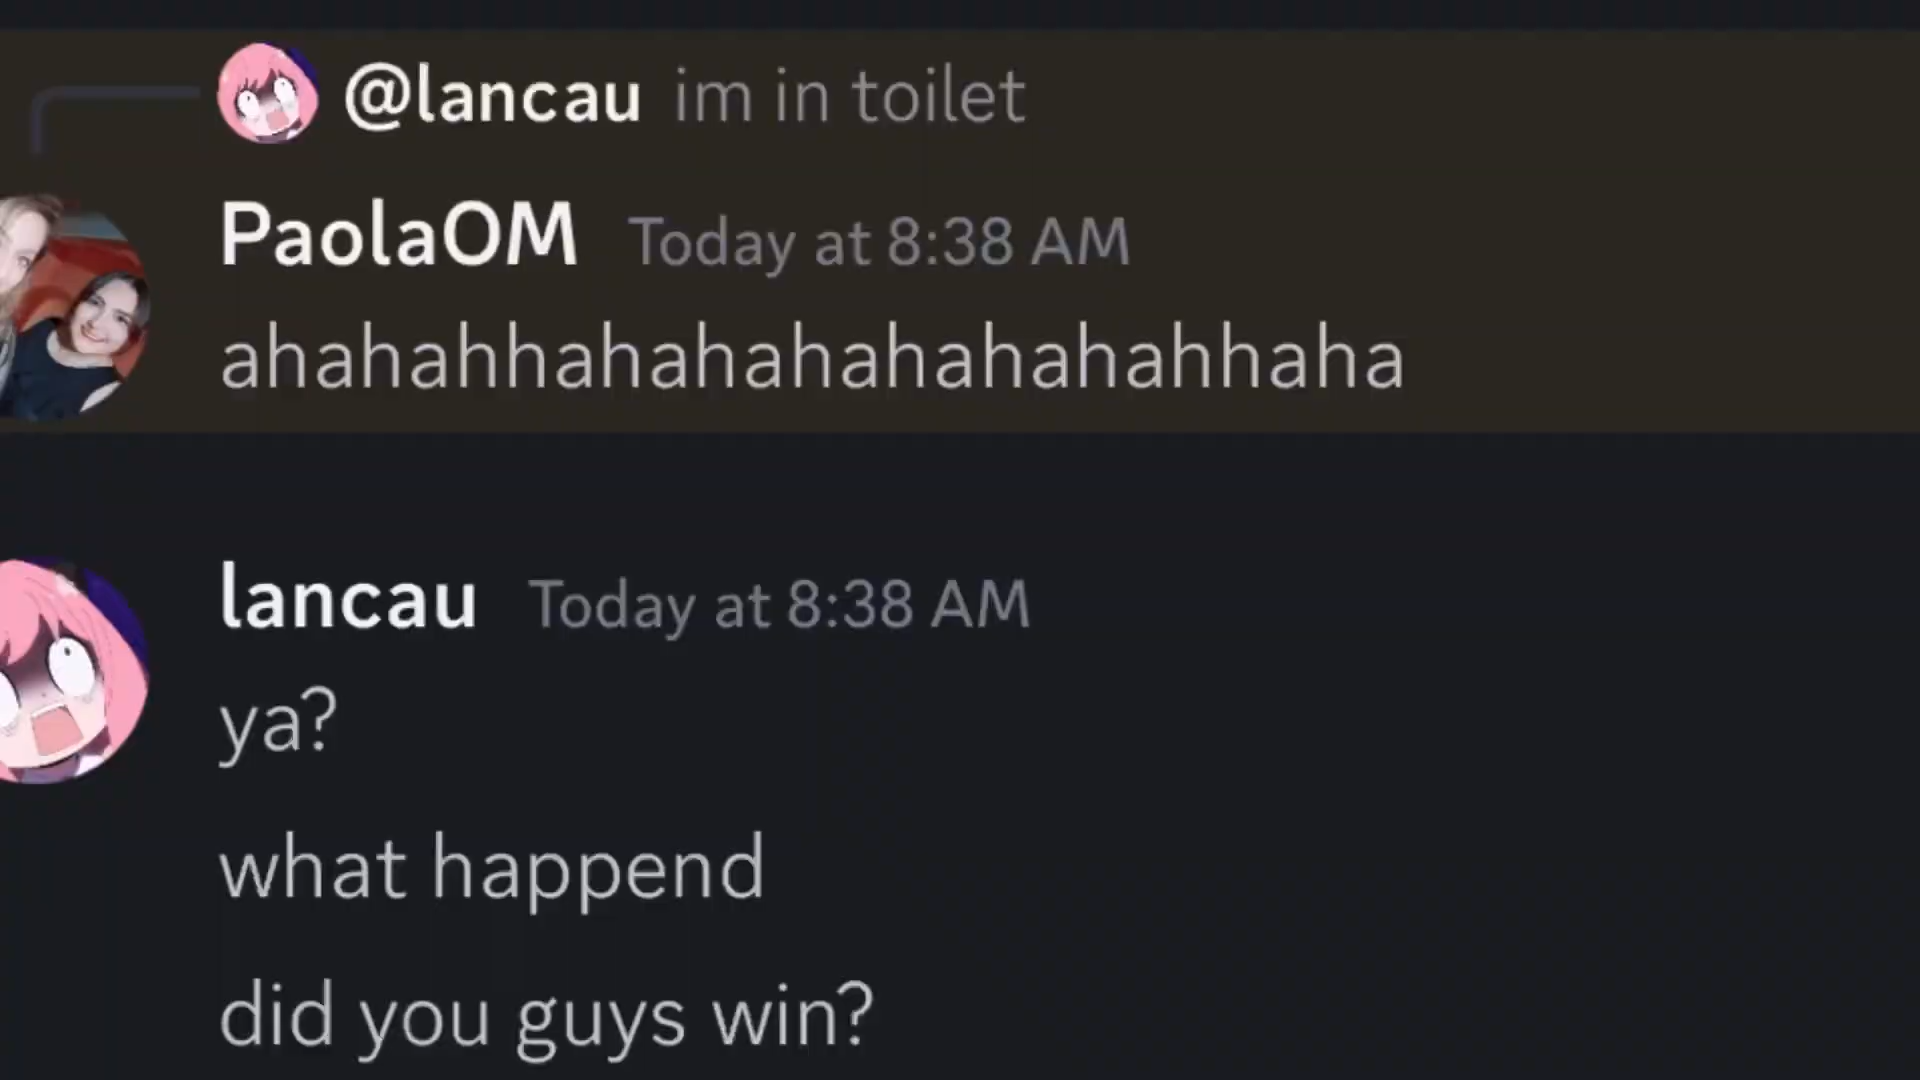 @lancau im in toilet
PaolaOM Today at 8:38 AM
ahahahhahahahahahahahahhaha
lancau Today at 8:38 AM
ya?
what happend
did you guys win?